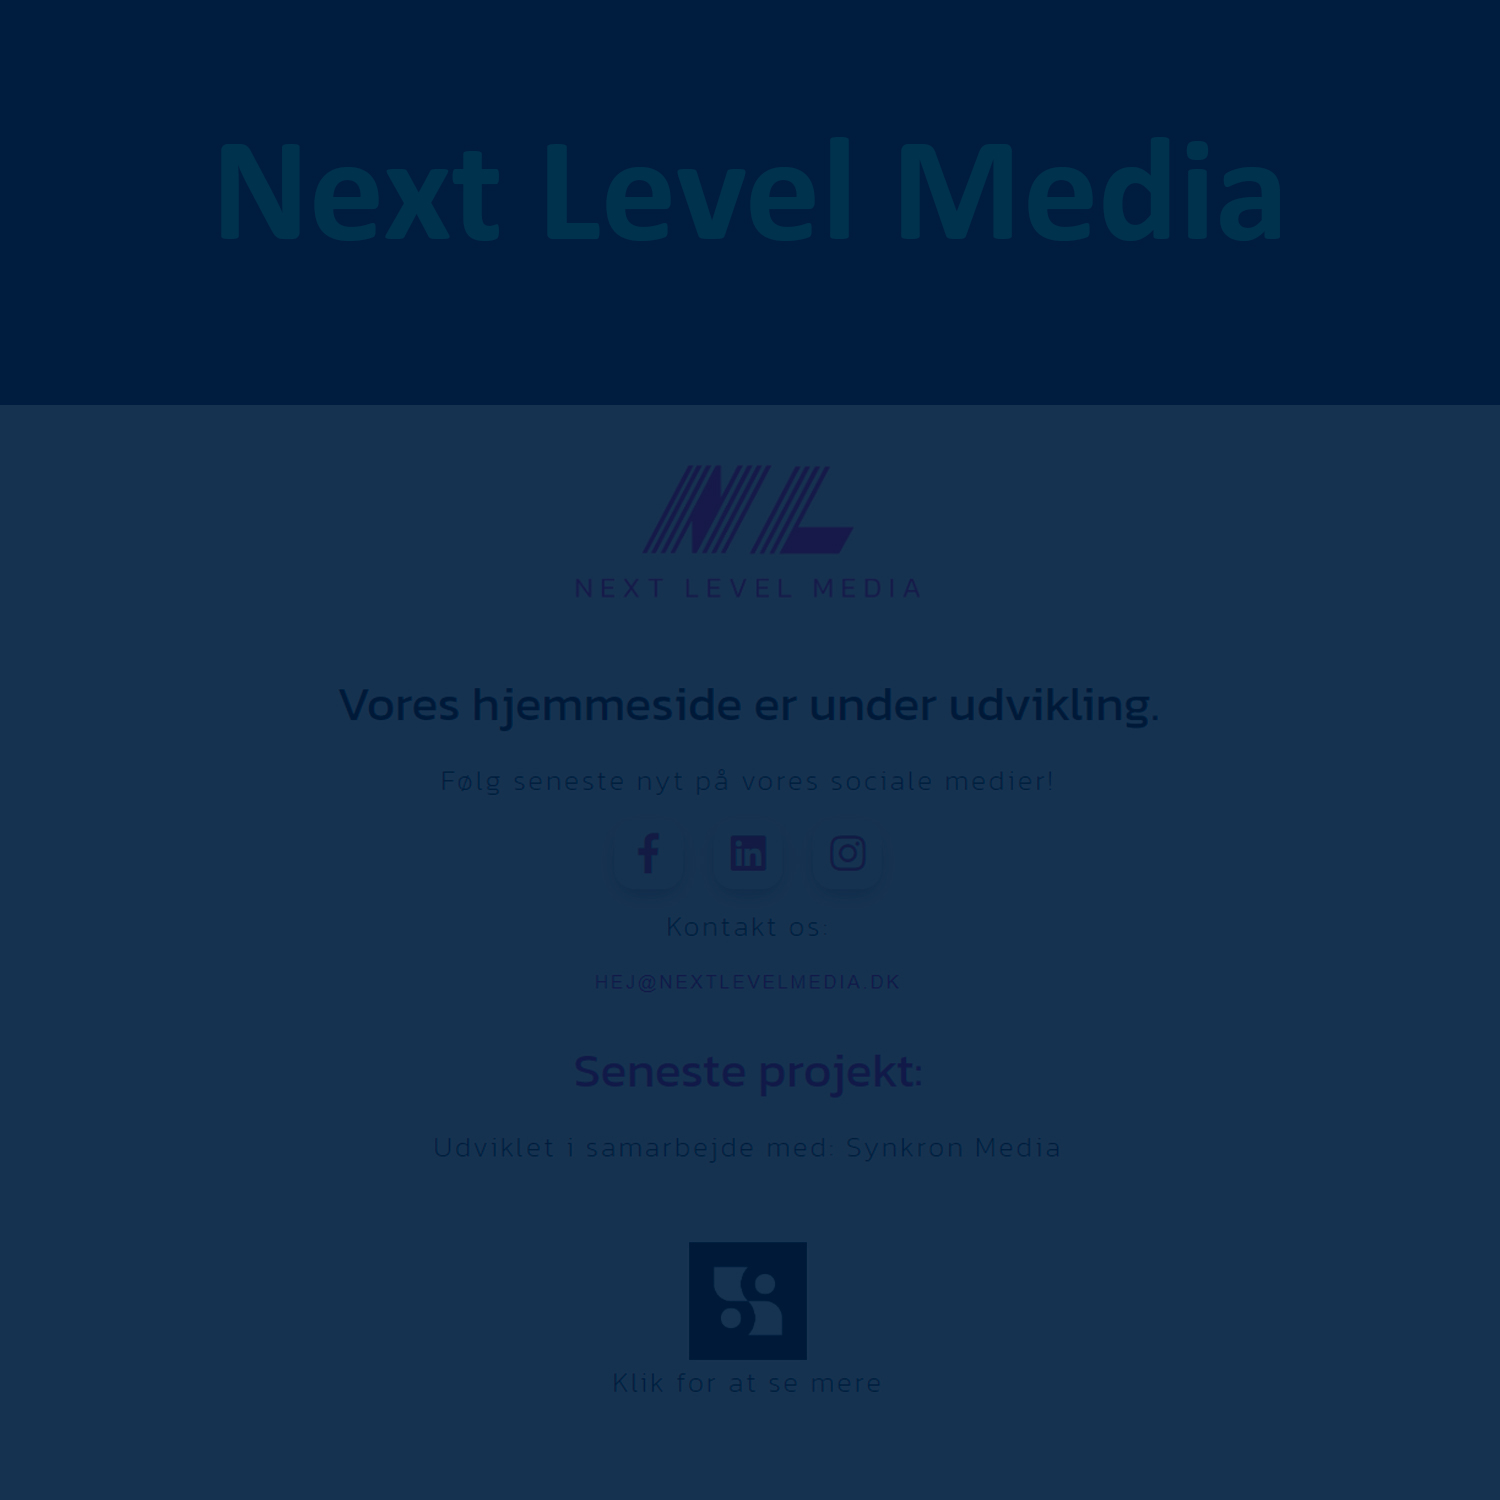 Next Level Media
NL
NEXT LEVEL MEDIA
Vores hjemmeside er under udvikling.
Følg seneste nyt på vores sociale medier!
Kontakt os:
HEJ@NEXTLEVELMEDIA.DK
Seneste projekt:
Udviklet i samarbejde med: Synkron Media
Klik for at se mere